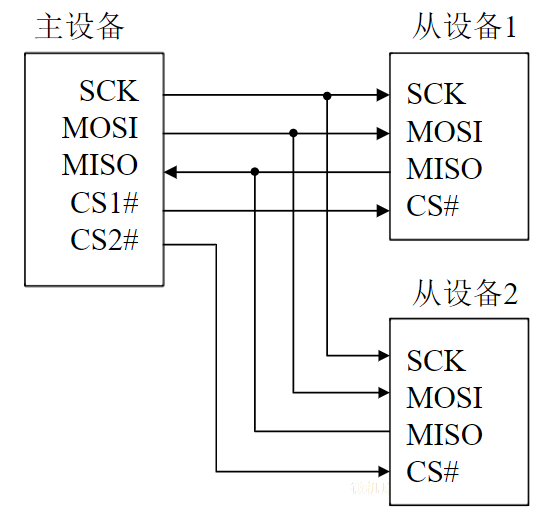 主设备
SCK
MOSI
MISO
CS1#
CS2#
从设备1
SCK
MOSI
MISO
CS#
从设备2
SCK
MOSI
MISO
CS#